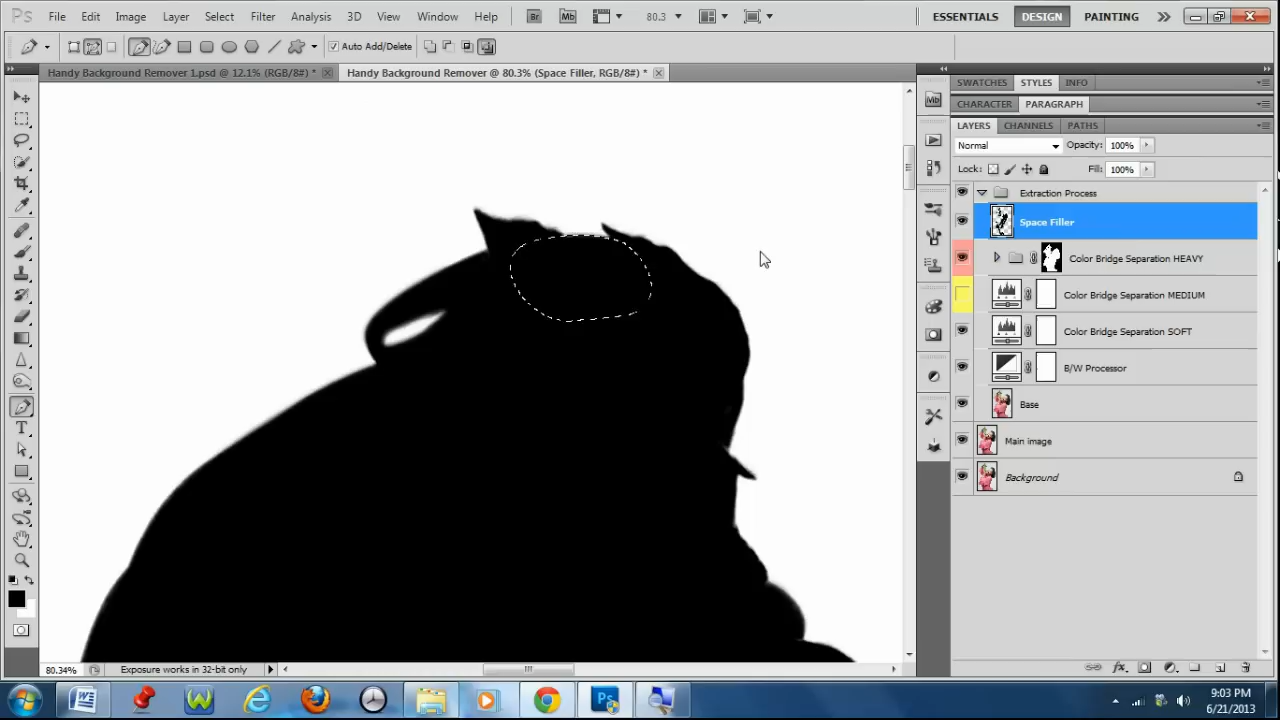 Ps File Edit Image Layer Select Filter Analysis 3D View Window Help Br Mb 80.3 ESSENTIALS DESIGN PAINTING
Auto Add/Delete
Handy Background Remover 1.psd @ 12.1% (RGB/8#) * Handy Background Remover @ 80.3% (Space Filler, RGB/8#) *
SWATCHES STYLES INFO
Mb
CHARACTER PARAGRAPH
LAYERS CHANNELS PATHS
Normal Opacity: 100%
Lock: Fill: 100%
Extraction Process
Space Filler
Color Bridge Separation HEAVY
Color Bridge Separation MEDIUM
Color Bridge Separation SOFT
B/W Processor
Base
Main image
Background
T
80.34% Exposure works in 32-bit only
fx
W Ps
9:03 PM
6/21/2013